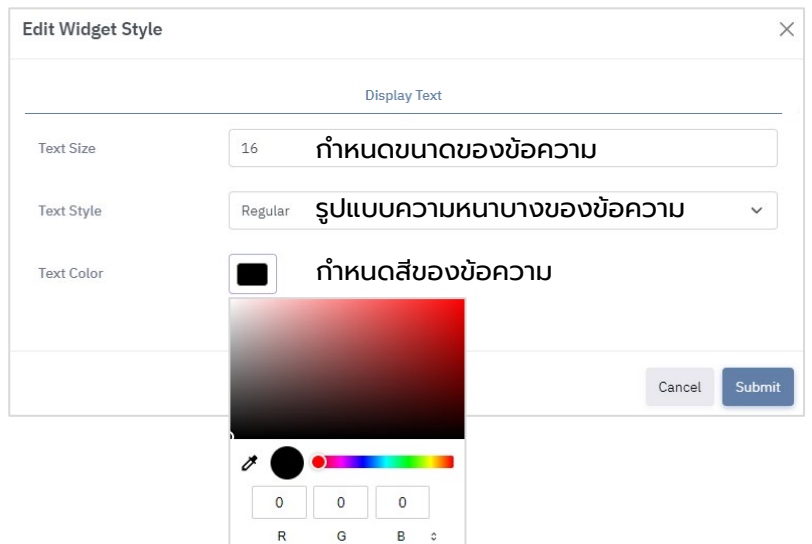 Edit Widget Style
Display Text
Text Size 16 กำหนดขนาดของข้อความ
Text Style Regular รูปแบบความหนาบางของข้อความ
Text Color กำหนดสีของข้อความ
Cancel Submit
0 0 0
R G B